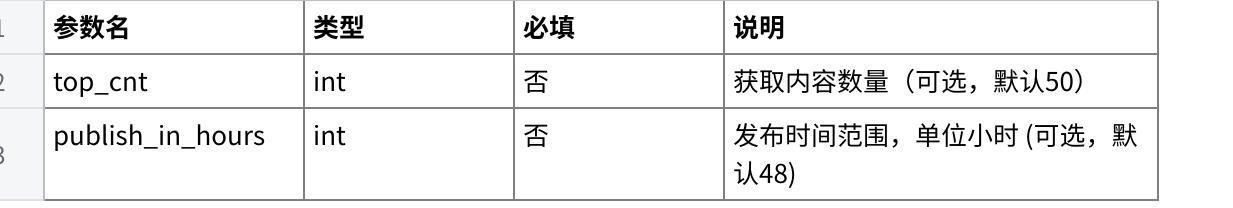 1 参数名 类型 必填 说明
2 top_cnt int 否 获取内容数量（可选，默认50）
3 publish_in_hours int 否 发布时间范围，单位小时 (可选，默
认48)